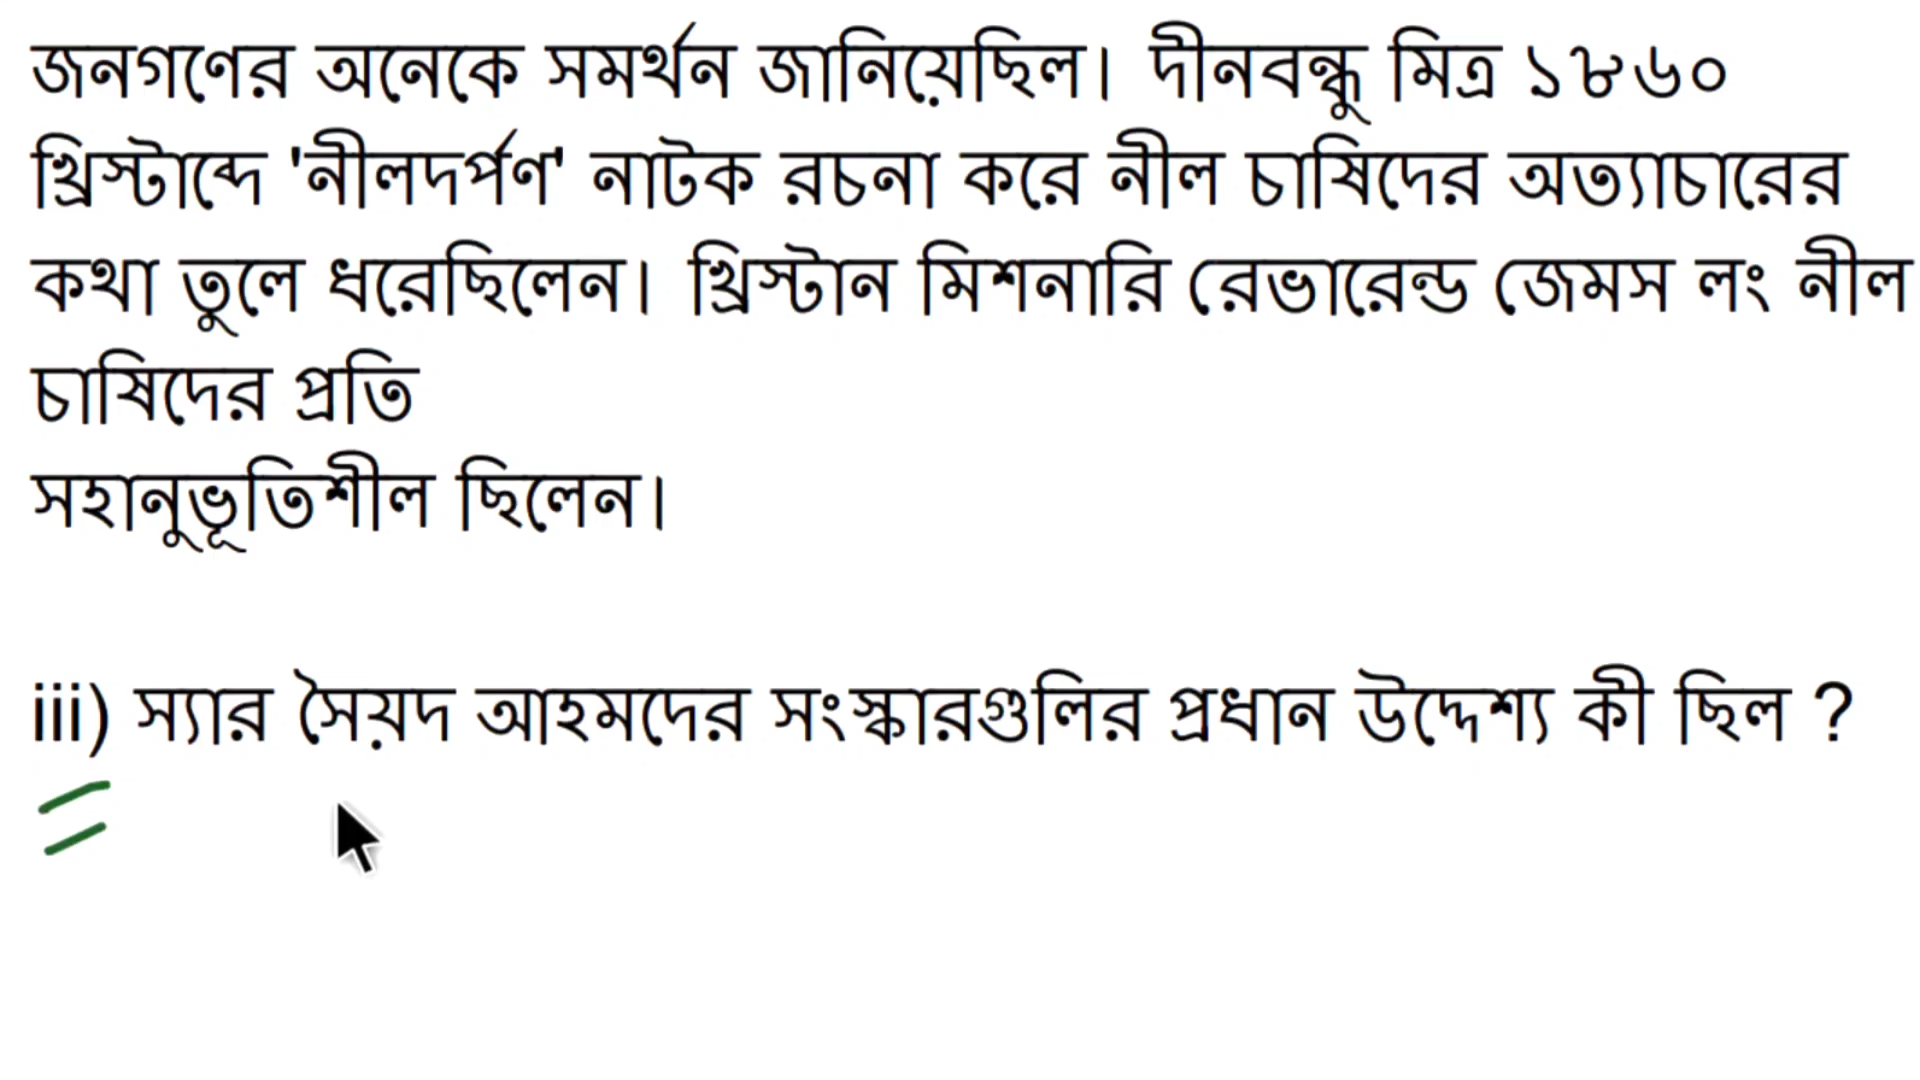 জনগণের অনেকে সমর্থন জানিয়েছিল। দীনবন্ধু মিত্র ১৮৬০
খ্রিস্টাব্দে 'নীলদর্পণ' নাটক রচনা করে নীল চাষিদের অত্যাচারের
কথা তুলে ধরেছিলেন। খ্রিস্টান মিশনারি রেভারেন্ড জেমস লং নীল
চাষিদের প্রতি
সহানুভূতিশীল ছিলেন।
iii) স্যার সৈয়দ আহমদের সংস্কারগুলির প্রধান উদ্দেশ্য কী ছিল ?